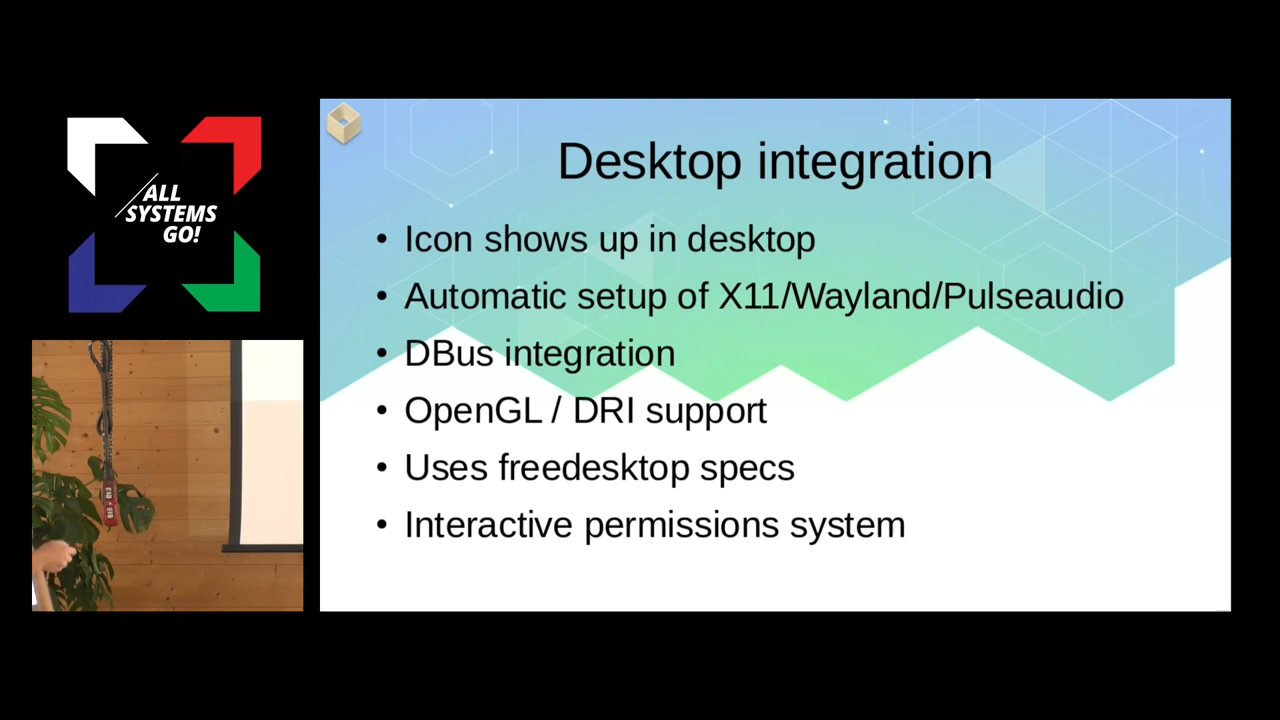 ALL
SYSTEMS
GO!
Desktop integration
• Icon shows up in desktop
• Automatic setup of X11/Wayland/Pulseaudio
• DBus integration
• OpenGL / DRI support
• Uses freedesktop specs
• Interactive permissions system